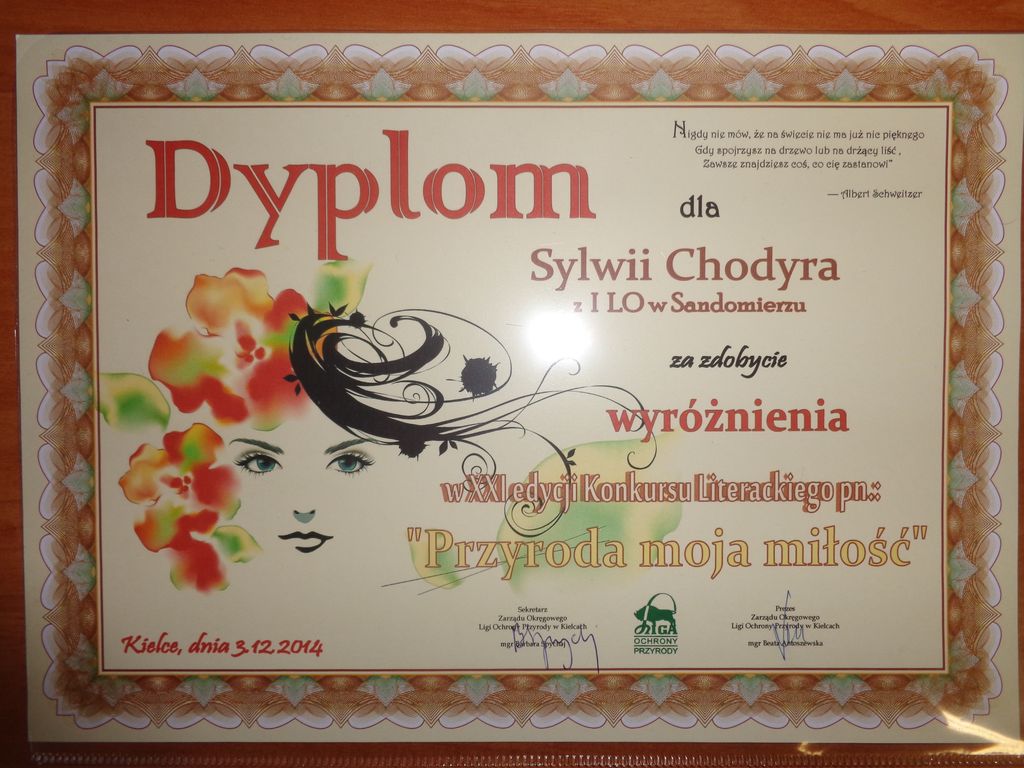 Dyplom
Nigdy nie mów, że na świecie nie ma już nic pięknego
Gdy spojrzysz na drzewo lub na drżący liść ,
Zawsze znajdziesz coś, co cię zastanowi”
— Albert Schweitzer
dla
Sylwii Chodyra
z I LO w Sandomierzu
za zdobycie
wyróżnienia
w XXI edycji Konkursu Literackiego pn.:
"Przyroda moja miłość"
Kielce, dnia 3.12.2014
Sekretarz
Zarządu Okręgowego
Ligi Ochrony Przyrody w Kielcach
mgr Barbara
LIGA
OCHRONY
PRZYRODY
Prezes
Zarządu Okręgowego
Ligi Ochrony Przyrody w Kielcach
mgr Beata Antoszewska